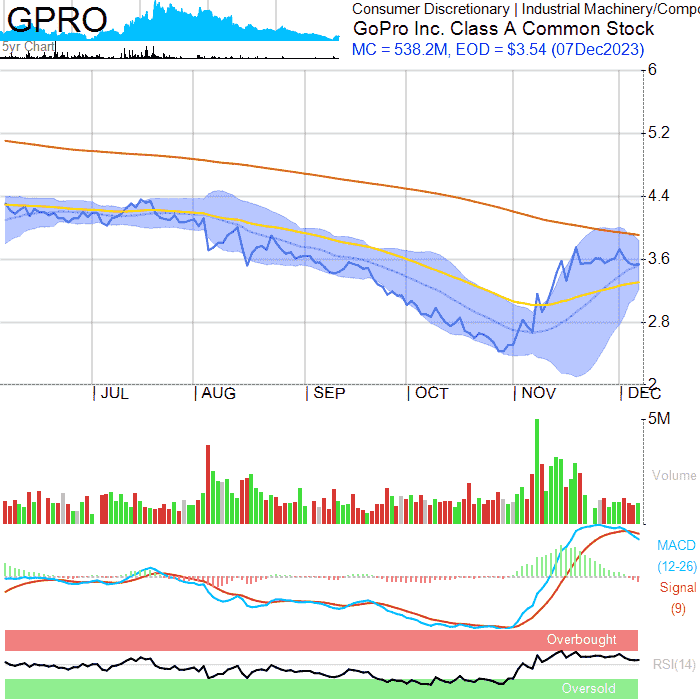 GPRO
5yr Chart
Consumer Discretionary | Industrial Machinery/Compo
GoPro Inc. Class A Common Stock
MC = 538.2M, EOD = $3.54 (07Dec2023)
6
5.2
4.4
3.6
2.8
2
| JUL | AUG | SEP | OCT | NOV | DEC
5M
Volume
MACD
(12-26)
Signal
(9)
Overbought
RSI(14)
Oversold